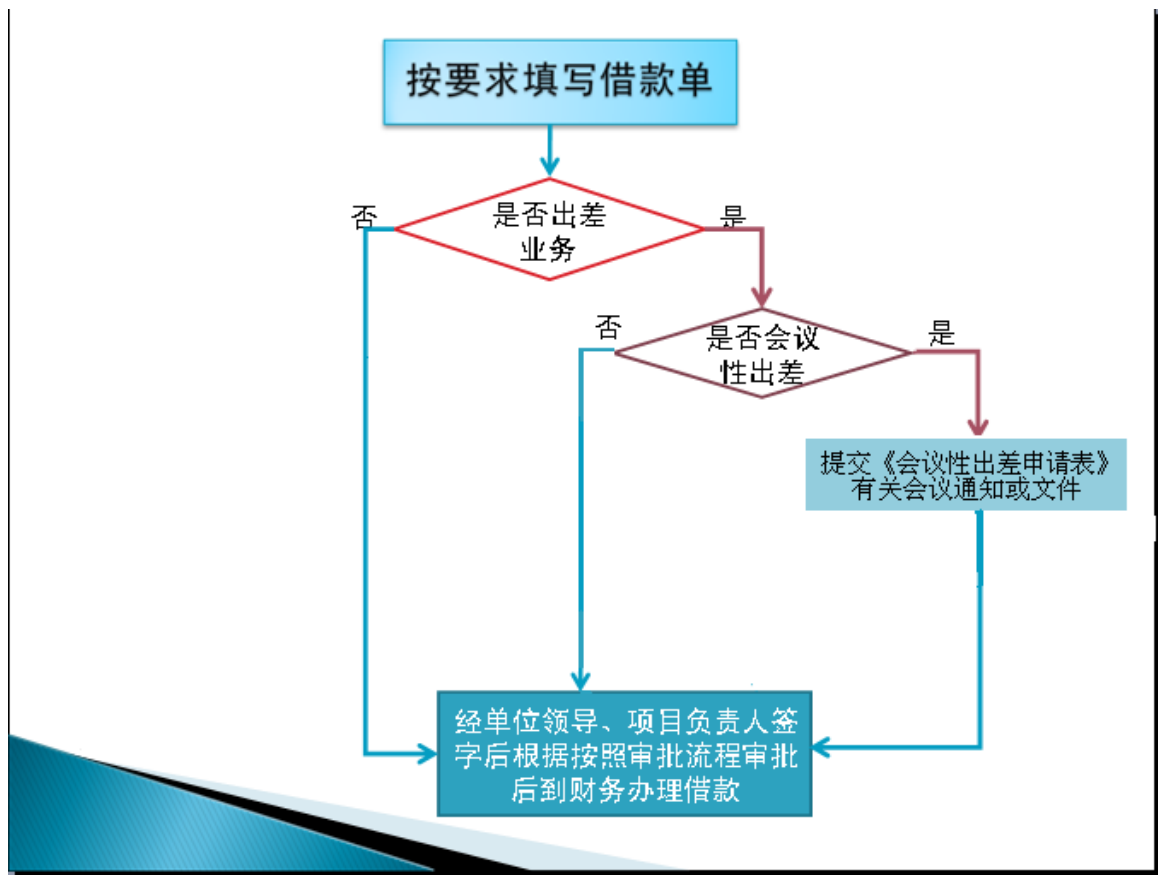 按要求填写借款单
否
是否出差
业务
是
否
是否会议
性出差
是
提交《会议性出差申请表》
有关会议通知或文件
经单位领导、项目负责人签
字后根据按照审批流程审批
后到财务办理借款